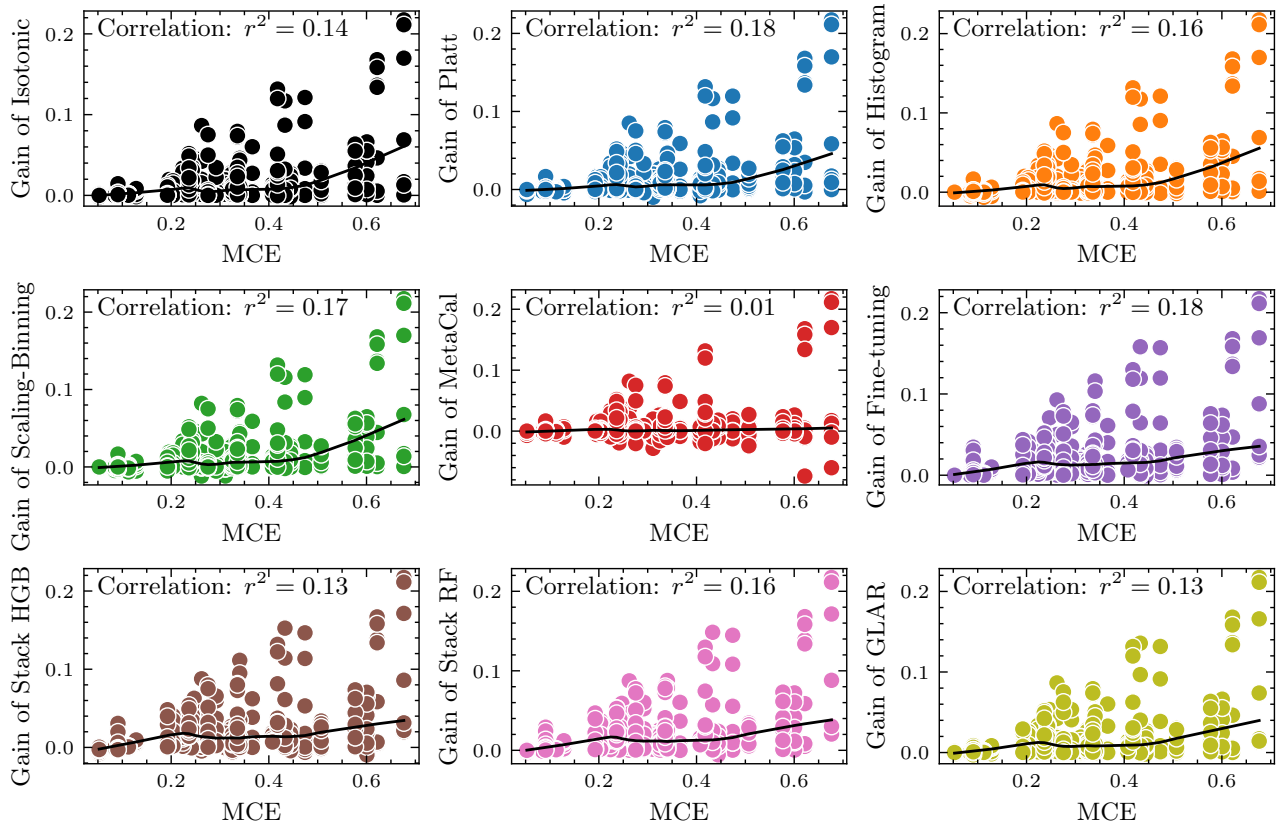 Correlation: r² = 0.14
Gain of Isotonic
0.2
0.1
0.0
0.2 0.4 0.6
MCE
Correlation: r² = 0.18
Gain of Platt
0.2
0.1
0.0
0.2 0.4 0.6
MCE
Correlation: r² = 0.16
Gain of Histogram
0.2
0.1
0.0
0.2 0.4 0.6
MCE
Correlation: r² = 0.17
Gain of Scaling-Binning
0.2
0.1
0.0
0.2 0.4 0.6
MCE
Correlation: r² = 0.01
Gain of MetaCal
0.2
0.1
0.0
0.2 0.4 0.6
MCE
Correlation: r² = 0.18
Gain of Fine-tuning
0.2
0.1
0.0
0.2 0.4 0.6
MCE
Correlation: r² = 0.13
Gain of Stack HGB
0.2
0.1
0.0
0.2 0.4 0.6
MCE
Correlation: r² = 0.16
Gain of Stack RF
0.2
0.1
0.0
0.2 0.4 0.6
MCE
Correlation: r² = 0.13
Gain of GLAR
0.2
0.1
0.0
0.2 0.4 0.6
MCE